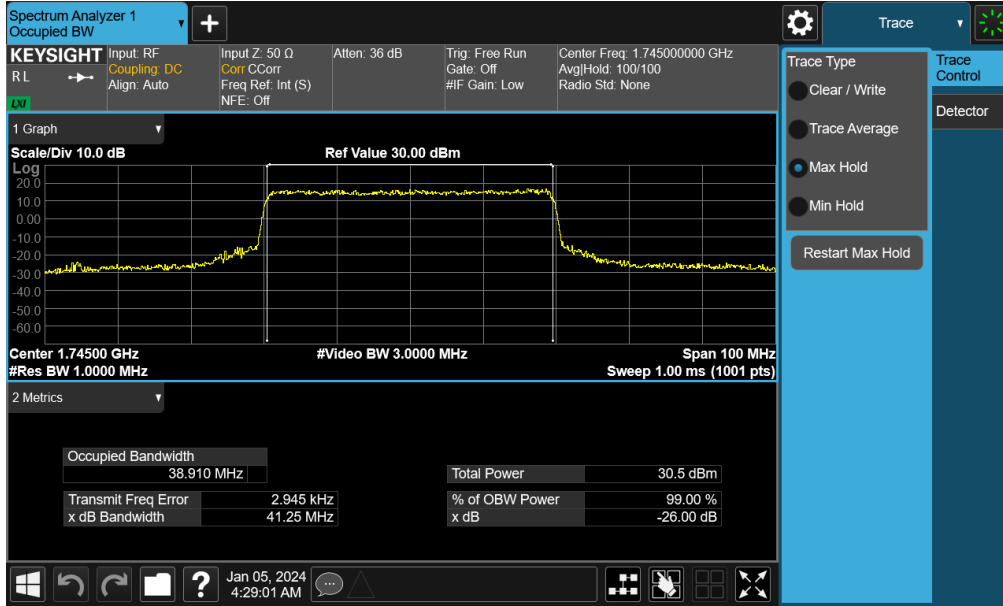 Spectrum Analyzer 1
Occupied BW
+
Trace
KEYSIGHT
R L
LXI
Input: RF
Coupling: DC
Align: Auto
Input Z: 50 Ω
Corr CCorr
Freq Ref: Int (S)
NFE: Off
Atten: 36 dB
Trig: Free Run
Gate: Off
#IF Gain: Low
Center Freq: 1.745000000 GHz
Avg|Hold: 100/100
Radio Std: None
1 Graph
Scale/Div 10.0 dB
Ref Value 30.00 dBm
Log
20.0
10.0
0.00
-10.0
-20.0
-30.0
-40.0
-50.0
-60.0
Center 1.74500 GHz
#Video BW 3.0000 MHz
Span 100 MHz
#Res BW 1.0000 MHz
Sweep 1.00 ms (1001 pts)
2 Metrics
Occupied Bandwidth
38.910 MHz
Total Power 30.5 dBm
Transmit Freq Error 2.945 kHz
% of OBW Power 99.00 %
x dB Bandwidth 41.25 MHz
x dB -26.00 dB
Trace Type
Clear / Write
Trace Average
Max Hold
Min Hold
Restart Max Hold
Trace
Control
Detector
?
Jan 05, 2024
4:29:01 AM